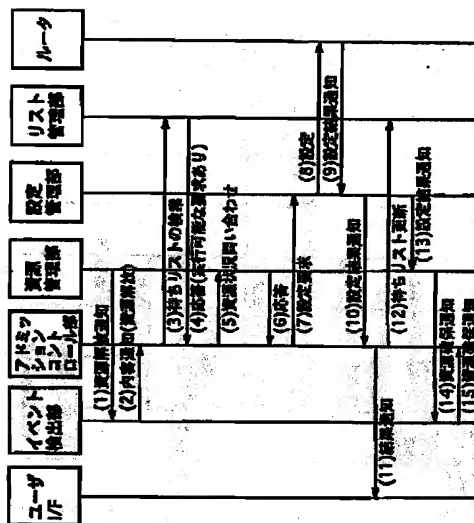 ユーザ
I/F
イベント
検出部
アドミッ
ション
コント
ロール部
資源
管理部
設定
管理部
リスト
管理部
ルータ
(1)資源解放通知
(2)内容通知(資源解放)
(3)待ちリストの検索
(4)応答(実行可能な要求あり)
(5)資源状況問い合わせ
(6)応答
(7)設定要求
(8)設定
(9)設定結果通知
(10)設定結果通知
(11)結果通知
(12)待ちリスト更新
(13)設定結果通知
(14)資源確保通知
(15)資源確保